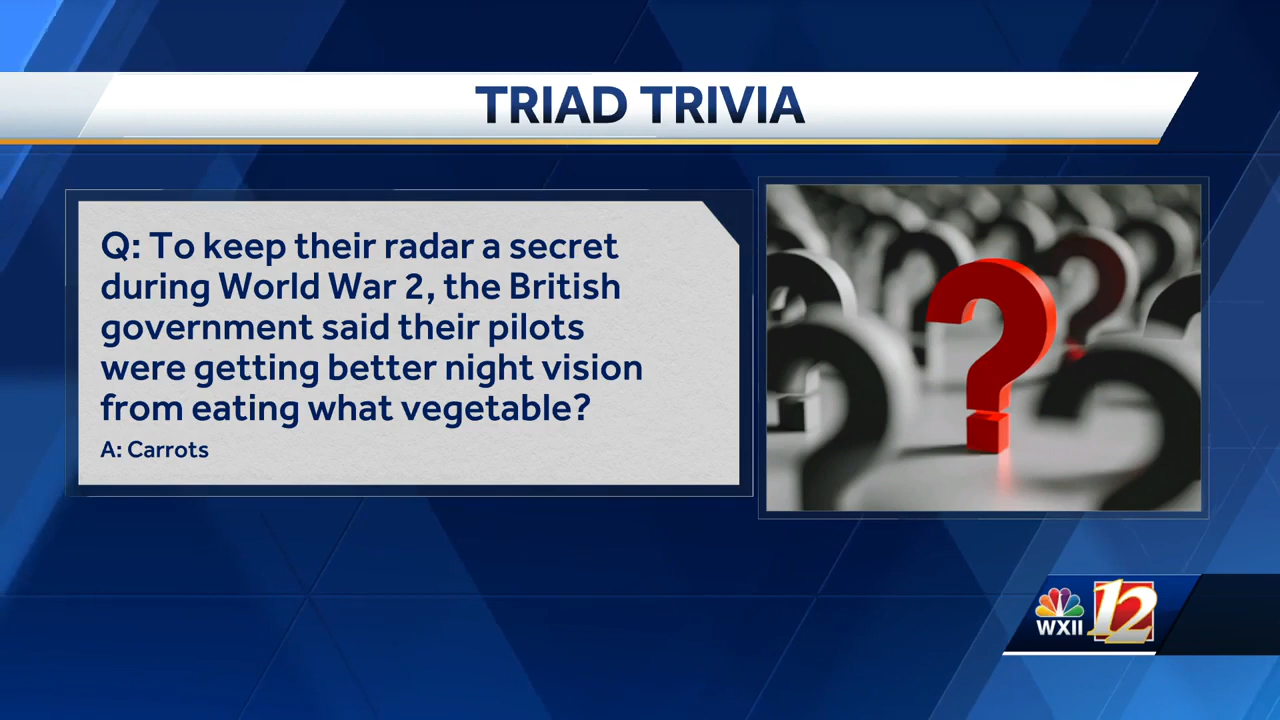 TRIAD TRIVIA
Q: To keep their radar a secret
during World War 2, the British
government said their pilots
were getting better night vision
from eating what vegetable?
A: Carrots
WXII 12